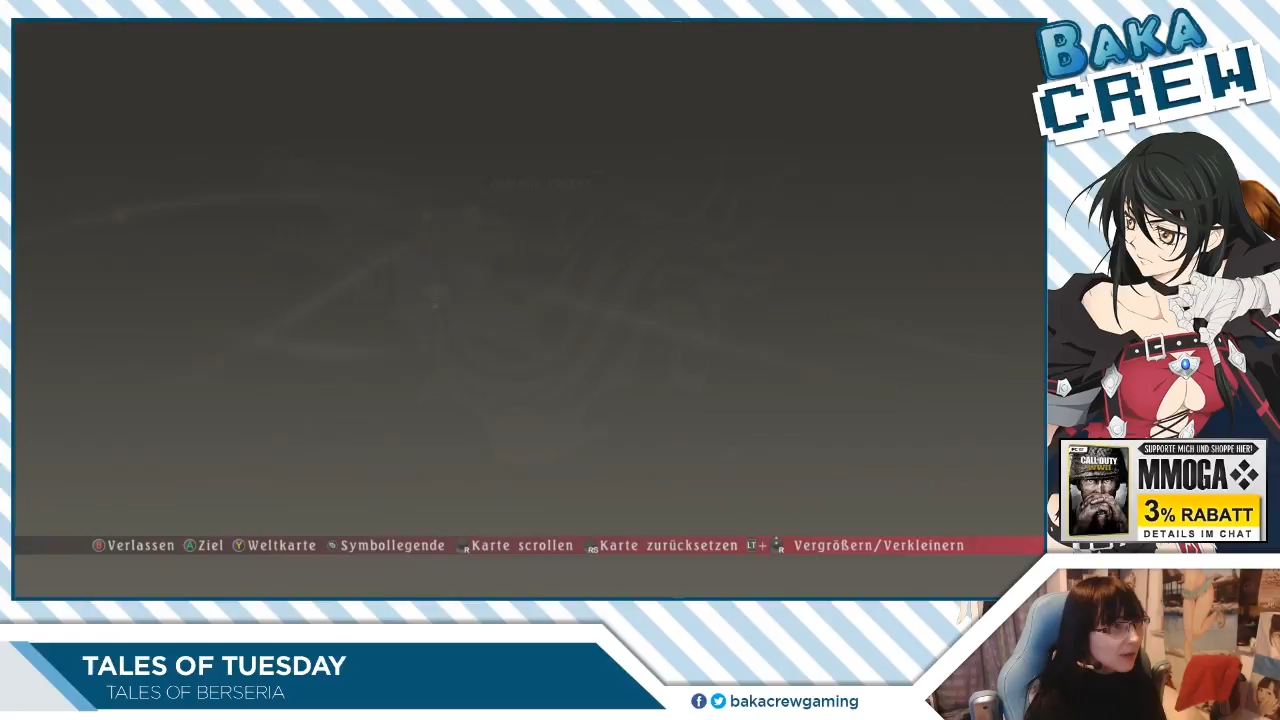 BAKA
CREW
SUPPORTE MICH UND SHOPPE HIER!
CALL OF DUTY
WWII
MMOGA
3% RABATT
DETAILS IM CHAT
B Verlassen A Ziel Y Weltkarte Symbollegende R Karte scrollen RS Karte zurücksetzen LT + R Vergrößern/Verkleinern
TALES OF TUESDAY
TALES OF BERSERIA
bakacrewgaming